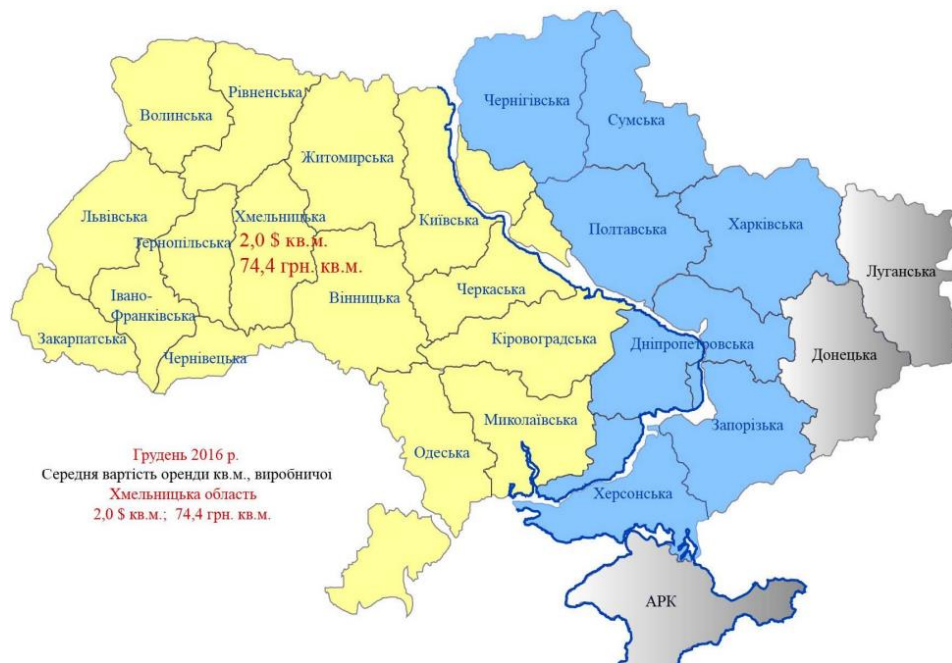 Чернігівська
Сумська
Рівненська
Волинська
Житомирська
Львівська
Хмельницька
Тернопільська
2,0 $ кв.м.
74,4 грн. кв.м.
Київська
Полтавська
Харківська
Луганська
Івано-
Франківська
Вінницька
Черкаська
Закарпатська
Чернівецька
Кіровоградська
Дніпропетровська
Донецька
Миколаївська
Запорізька
Одеська
Херсонська
АРК
Грудень 2016 р.
Середня вартість оренди кв.м., виробничої
Хмельницька область
2,0 $ кв.м.; 74,4 грн. кв.м.